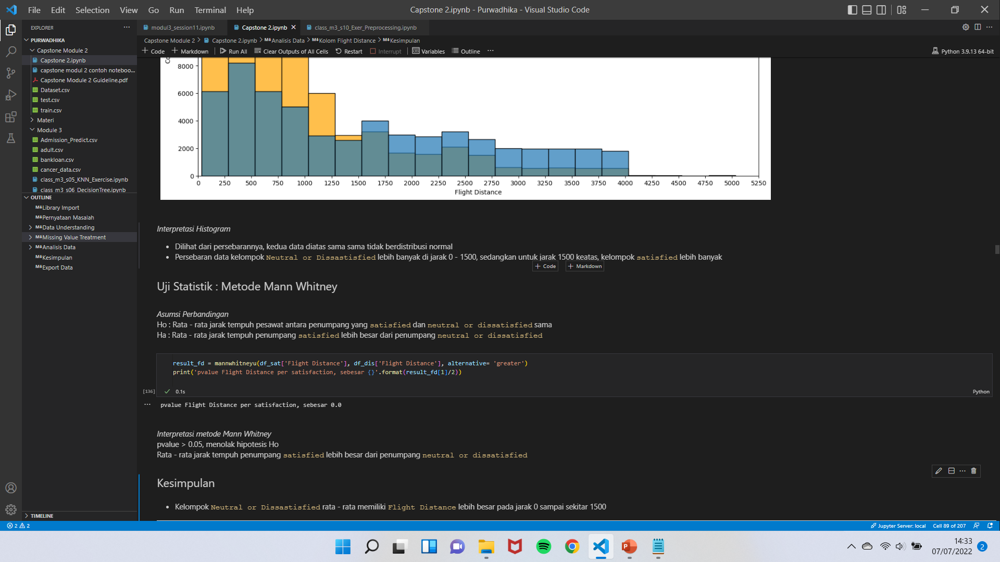 File Edit Selection View Go Run Terminal Help
Capstone 2.ipynb - Purwadhika - Visual Studio Code
EXPLORER
PURWADHIKA
Capstone Module 2
Capstone 2.ipynb
capstone modul 2 contoh noteboo...
Capstone Module 2 Guideline.pdf
Dataset.csv
test.csv
train.csv
Materi
Module 3
Admission_Predict.csv
adult.csv
bankloan.csv
cancer_data.csv
class_m3_s05_KNN_Exercise.ipynb
class_m3_s06_DecisionTree.ipynb
OUTLINE
M↓Library Import
M↓Pernyataan Masalah
M↓Data Understanding
M↓Missing Value Treatment
M↓Analisis Data
M↓Kesimpulan
M↓Export Data
TIMELINE
modul3_session11.ipynb
Capstone 2.ipynb
class_m3_s10_Exer_Preprocessing.ipynb
Capstone Module 2 > Capstone 2.ipynb > M↓Analisis Data > M↓Kolom Flight Distance > M↓Kesimpulan
+ Code + Markdown | Run All Clear Outputs of All Cells Restart Interrupt | Variables Outline ...
Python 3.9.13 64-bit
Co
8000
6000
4000
2000
0
0 250 500 750 1000 1250 1500 1750 2000 2250 2500 2750 3000 3250 3500 3750 4000 4250 4500 4750 5000 5250
Flight Distance
Interpretasi Histogram
• Dilihat dari persebarannya, kedua data diatas sama sama tidak berdistribusi normal
• Persebaran data kelompok Neutral or Dissastisfied lebih banyak di jarak 0 - 1500, sedangkan untuk jarak 1500 keatas, kelompok satisfied lebih banyak
+ Code + Markdown
Uji Statistik : Metode Mann Whitney
Asumsi Perbandingan
Ho : Rata - rata jarak tempuh pesawat antara penumpang yang satisfied dan neutral or dissatisfied sama
Ha : Rata - rata jarak tempuh penumpang satisfied lebih besar dari penumpang neutral or dissatisfied
result_fd = mannwhitneyu(df_sat['Flight Distance'], df_dis['Flight Distance'], alternative= 'greater')
print('pvalue Flight Distance per satisfaction, sebesar {}'.format(result_fd[1]/2))
[136] ✓ 0.1s
Python
... pvalue Flight Distance per satisfaction, sebesar 0.0
Interpretasi metode Mann Whitney
pvalue > 0.05, menolak hipotesis Ho
Rata - rata jarak tempuh penumpang satisfied lebih besar dari penumpang neutral or dissatisfied
Kesimpulan
• Kelompok Neutral or Dissastisfied rata - rata memiliki Flight Distance lebih besar pada jarak 0 sampai sekitar 1500
2 2
Jupyter Server: local Cell 89 of 207
14:33
07/07/2022
2